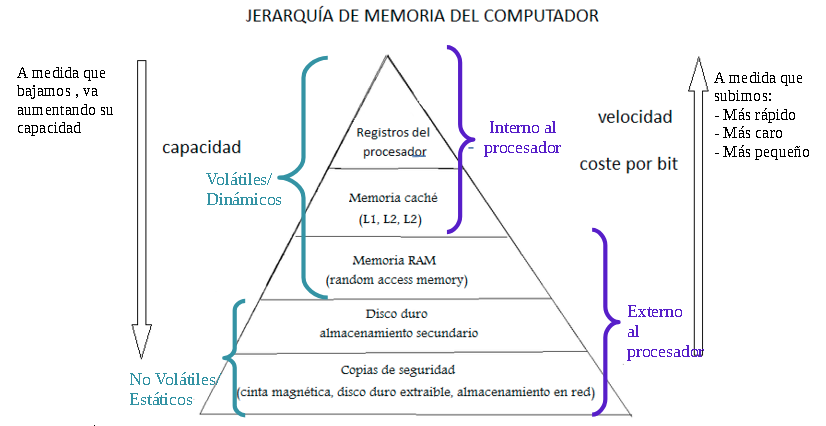 JERARQUÍA DE MEMORIA DEL COMPUTADOR
A medida que
bajamos , va
aumentando su
capacidad
capacidad
Volátiles/
Dinámicos
No Volátiles/
Estáticos
Registros del
procesador
Memoria caché
(L1, L2, L2)
Memoria RAM
(random access memory)
Disco duro
almacenamiento secundario
Copias de seguridad
(cinta magnética, disco duro extraible, almacenamiento en red)
Interno al
procesador
Externo
al
procesador
velocidad
coste por bit
A medida que
subimos:
- Más rápido
- Más caro
- Más pequeño